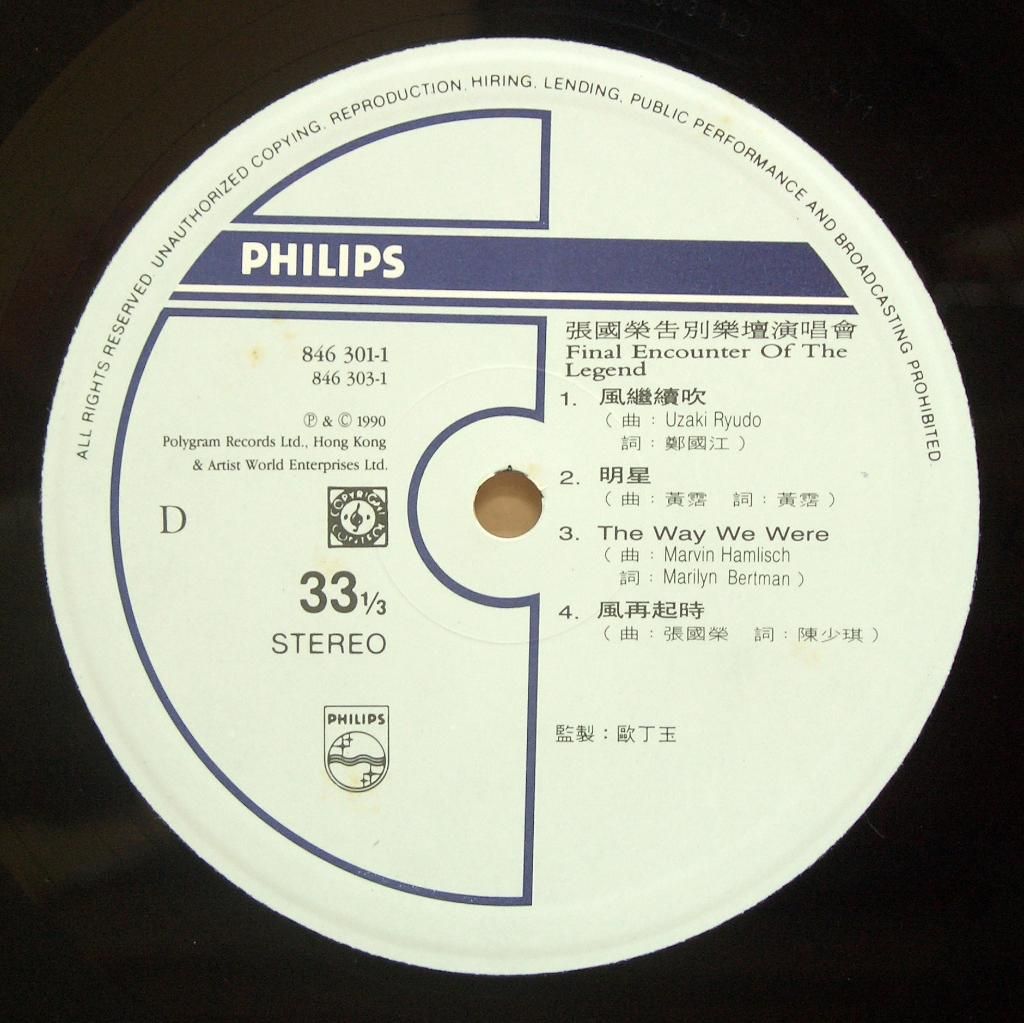 ALL RIGHTS RESERVED. UNAUTHORIZED COPYING. REPRODUCTION. HIRING. LENDING. PUBLIC PERFORMANCE AND BROADCASTING PROHIBITED.
PHILIPS
846 301-1
846 303-1
℗ & © 1990
Polygram Records Ltd., Hong Kong
& Artist World Enterprises Ltd.
COPYRIGHT CONTROL
D
33 1/3
STEREO
PHILIPS
張國榮告別樂壇演唱會
Final Encounter Of The
Legend
1. 風繼續吹
( 曲 : Uzaki Ryudo
詞 : 鄭國江 )
2. 明星
( 曲 : 黃霑 詞 : 黃霑 )
3. The Way We Were
( 曲 : Marvin Hamlisch
詞 : Marilyn Bertman )
4. 風再起時
( 曲 : 張國榮 詞 : 陳少琪 )
監製 : 歐丁玉